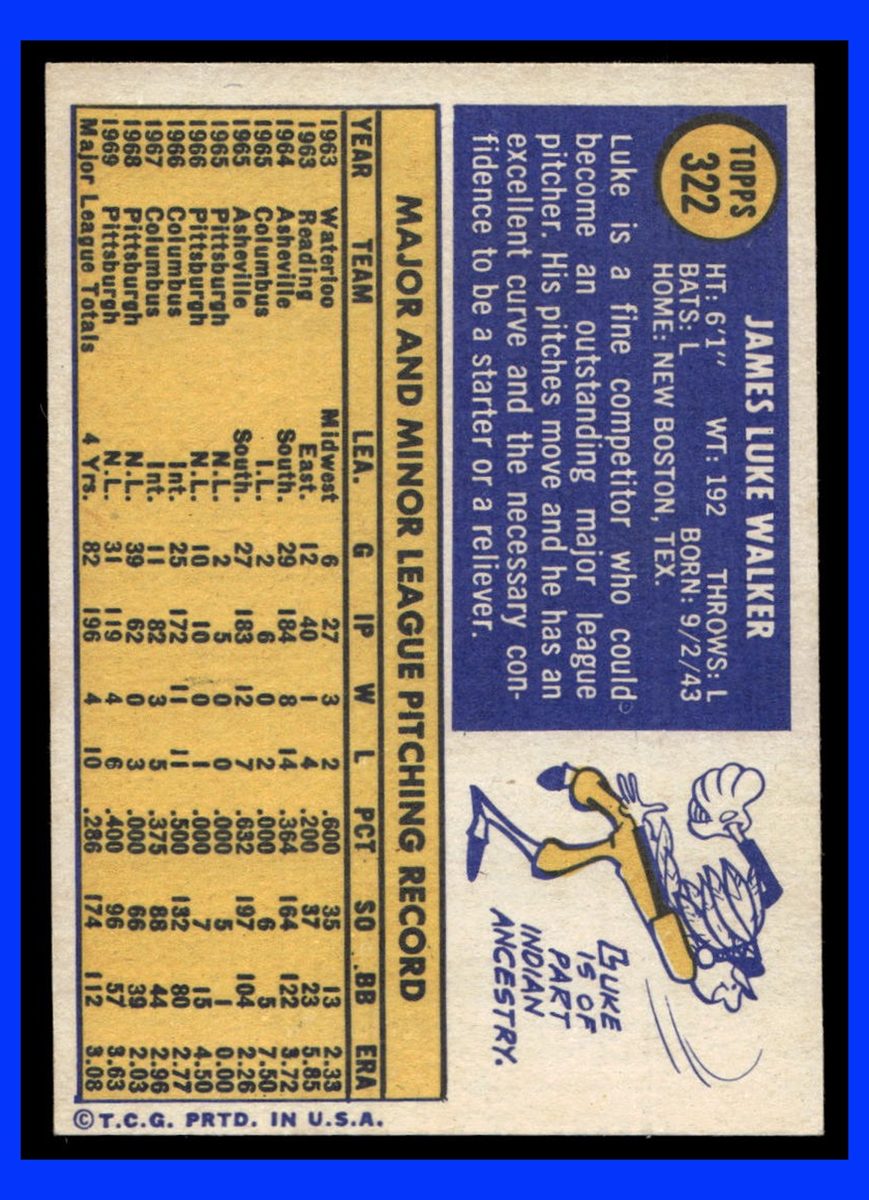 TOPPS
322
JAMES LUKE WALKER
HT: 6'1" WT: 192 THROWS: L
BATS: L BORN: 9/2/43
HOME: NEW BOSTON, TEX.
Luke is a fine competitor who could
become an outstanding major league
pitcher. His pitches move and he has an
excellent curve and the necessary con-
fidence to be a starter or a reliever.
LUKE
IS OF
PART
INDIAN
ANCESTRY.
MAJOR AND MINOR LEAGUE PITCHING RECORD
YEAR TEAM LEA. G IP W L PCT SO BB ERA
1963 Waterloo Midwest 6 27 3 2 .600 35 13 2.33
1963 Reading East. 12 40 1 4 .200 37 23 5.85
1964 Asheville South. 29 184 8 14 .364 164 122 3.72
1965 Columbus I.L. 2 6 0 2 .000 6 5 7.50
1965 Asheville South. 27 183 12 7 .632 197 104 2.26
1965 Pittsburgh N.L. 2 5 0 0 .000 5 1 0.00
1966 Pittsburgh N.L. 10 10 0 1 .000 7 15 4.50
1966 Columbus Int. 25 172 11 11 .500 132 80 2.77
1967 Columbus Int. 11 82 3 5 .375 88 44 2.96
1968 Pittsburgh N.L. 39 62 0 3 .000 66 39 2.03
1969 Pittsburgh N.L. 31 119 4 6 .400 96 57 3.63
Major League Totals 4 Yrs. 82 196 4 10 .286 174 112 3.08
© T.C.G. PRTD. IN U.S.A.